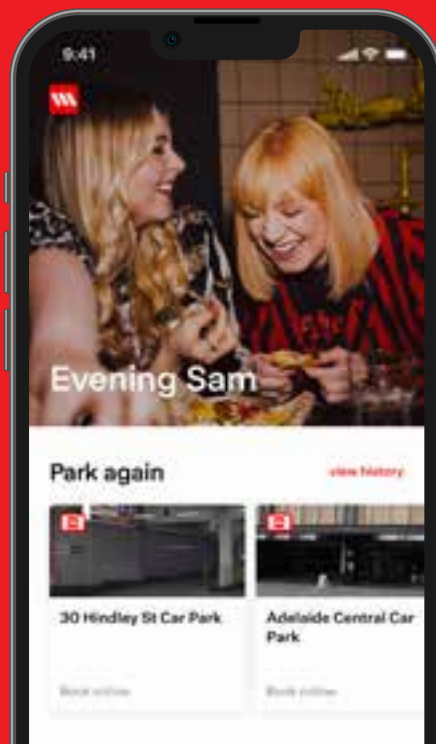 9:41
Evening Sam
Park again
view history
30 Hindley St Car Park
Adelaide Central Car
Park
Book online
Book online